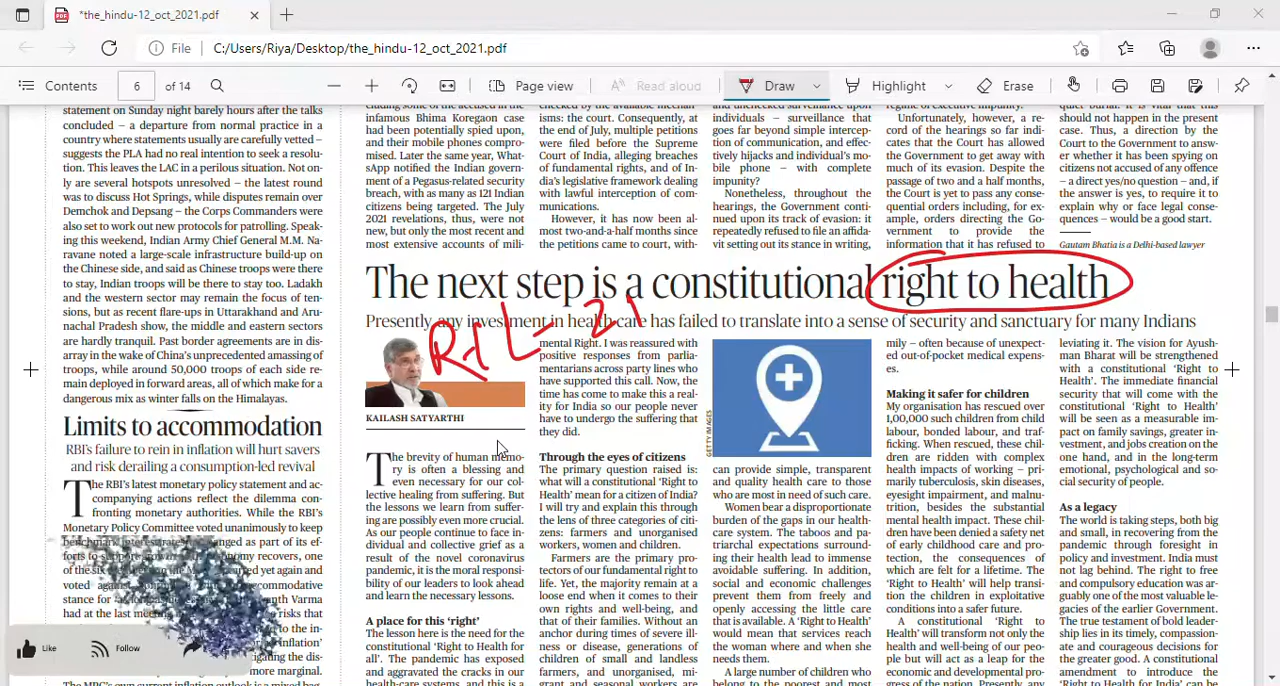 *the_hindu-12_oct_2021.pdf
File
C:/Users/Riya/Desktop/the_hindu-12_oct_2021.pdf
Contents
6
of 14
Page view
Read aloud
Draw
Highlight
Erase
statement on Sunday night barely hours after the talks
concluded – a departure from normal practice in a
country where statements usually are carefully vetted –
suggests the PLA had no real intention to seek a resolu-
tion. This leaves the LAC in a perilous situation. Not on-
ly are several hotspots unresolved – the latest round
was to discuss Hot Springs, while disputes remain over
Demchok and Depsang – the Corps Commanders were
also set to work out new protocols for patrolling. Speak-
ing this weekend, Indian Army Chief General M.M. Na-
ravane noted a large-scale infrastructure build-up on
the Chinese side, and said as Chinese troops were there
to stay, Indian troops will be there to stay too. Ladakh
and the western sector may remain the focus of ten-
sions, but as recent flare-ups in Uttarakhand and Aru-
nachal Pradesh show, the middle and eastern sectors
are hardly tranquil. Past border agreements are in dis-
array in the wake of China's unprecedented amassing of
troops, while around 50,000 troops of each side re-
main deployed in forward areas, all of which make for a
dangerous mix as winter falls on the Himalayas.
Limits to accommodation
RBI's failure to rein in inflation will hurt savers
and risk derailing a consumption-led revival
The RBI's latest monetary policy statement and ac-
companying actions reflect the dilemma con-
fronting monetary authorities. While the RBI's
Monetary Policy Committee voted unanimously to keep
had at the last meeting
more marginal.
infamous Bhima Koregaon case
had been potentially spied upon,
and their mobile phones compro-
mised. Later the same year, What-
sApp notified the Indian govern-
ment of a Pegasus-related security
breach, with as many as 121 Indian
citizens being targeted. The July
2021 revelations, thus, were not
new, but only the most recent and
most extensive accounts of mili-
isms: the court. Consequently, at
the end of July, multiple petitions
were filed before the Supreme
Court of India, alleging breaches
of fundamental rights, and of In-
dia's legislative framework dealing
with lawful interception of com-
munications.
However, it has now been al-
most two-and-a-half months since
the petitions came to court, with-
individuals – surveillance that
goes far beyond simple intercep-
tion of communication, and effec-
tively hijacks and individual's mo-
bile phone – with complete
impunity?
Nonetheless, throughout the
hearings, the Government contin-
ued upon its track of evasion: it
repeatedly refused to file an affida-
vit setting out its stance in writing,
regime of executive impunity.
Unfortunately, however, a re-
cord of the hearings so far indi-
cates that the Court has allowed
the Government to get away with
much of its evasion. Despite the
passage of two and a half months,
the Court is yet to pass any conse-
quential orders including, for ex-
ample, orders directing the Go-
vernment to provide the
information that it has refused to
quiet burial. It is vital that this
should not happen in the present
case. Thus, a direction by the
Court to the Government to answ-
er whether it has been spying on
citizens not accused of any offence
– a direct yes/no question – and, if
the answer is yes, to require it to
explain why or face legal conse-
quences – would be a good start.
Gautam Bhatia is a Delhi-based lawyer
The next step is a constitutional right to health
Presently, any investment in health care has failed to translate into a sense of security and sanctuary for many Indians
21
KAILASH SATYARTHI
The brevity of human memo-
ry is often a blessing and
even necessary for our col-
lective healing from suffering. But
the lessons we learn from suffer-
ing are possibly even more crucial.
As our people continue to face in-
dividual and collective grief as a
result of the novel coronavirus
pandemic, it is the moral responsi-
bility of our leaders to look ahead
and learn the necessary lessons.
A place for this 'right'
The lesson here is the need for the
constitutional 'Right to Health for
all'. The pandemic has exposed
and aggravated the cracks in our
health-care systems, and this is a
mental Right. I was reassured with
positive responses from parlia-
mentarians across party lines who
have supported this call. Now, the
time has come to make this a rea-
lity for India so our people never
have to undergo the suffering that
they did.
Through the eyes of citizens
The primary question raised is:
what will a constitutional 'Right to
Health' mean for a citizen of India?
I will try and explain this through
the lens of three categories of citi-
zens: farmers and unorganised
workers, women and children.
Farmers are the primary pro-
tectors of our fundamental right to
life. Yet, the majority remain at a
loose end when it comes to their
own rights and well-being, and
that of their families. Without an
anchor during times of severe ill-
ness or disease, generations of
children of small and landless
farmers, and unorganised, mi-
grant and seasonal workers are
GETTY IMAGES
can provide simple, transparent
and quality health care to those
who are most in need of such care.
Women bear a disproportionate
burden of the gaps in our health-
care system. The taboos and pa-
triarchal expectations surround-
ing their health lead to immense
avoidable suffering. In addition,
social and economic challenges
prevent them from freely and
openly accessing the little care
that is available. A 'Right to Health'
would mean that services reach
the woman where and when she
needs them.
A large number of children who
belong to the poorest and most
mily – often because of unexpect-
ed out-of-pocket medical expens-
es.
Making it safer for children
My organisation has rescued over
1,00,000 such children from child
labour, bonded labour, and traf-
ficking. When rescued, these chil-
dren are ridden with complex
health impacts of working – pri-
marily tuberculosis, skin diseases,
eyesight impairment, and malnu-
trition, besides the substantial
mental health impact. These chil-
dren have been denied a safety net
of early childhood care and pro-
tection, the consequences of
which are felt for a lifetime. The
'Right to Health' will help transi-
tion the children in exploitative
conditions into a safer future.
A constitutional 'Right to
Health' will transform not only the
health and well-being of our people
but will act as a leap for the
economic and developmental pro-
gress of the nation. Presently, any
leviating it. The vision for Ayush-
man Bharat will be strengthened
with a constitutional 'Right to
Health'. The immediate financial
security that will come with the
constitutional 'Right to Health'
will be seen as a measurable im-
pact on family savings, greater in-
vestment, and jobs creation on the
one hand, and in the long-term
emotional, psychological and so-
cial security of people.
As a legacy
The world is taking steps, both big
and small, in recovering from the
pandemic through foresight in
policy and investment. India must
not lag behind. The right to free
and compulsory education was ar-
guably one of the most valuable le-
gacies of the earlier Government.
The true testament of bold leader-
ship lies in its timely, compassion-
ate and courageous decisions for
the greater good. A constitutional
amendment to introduce the
'Right to Health' for India' can be
Like
Follow